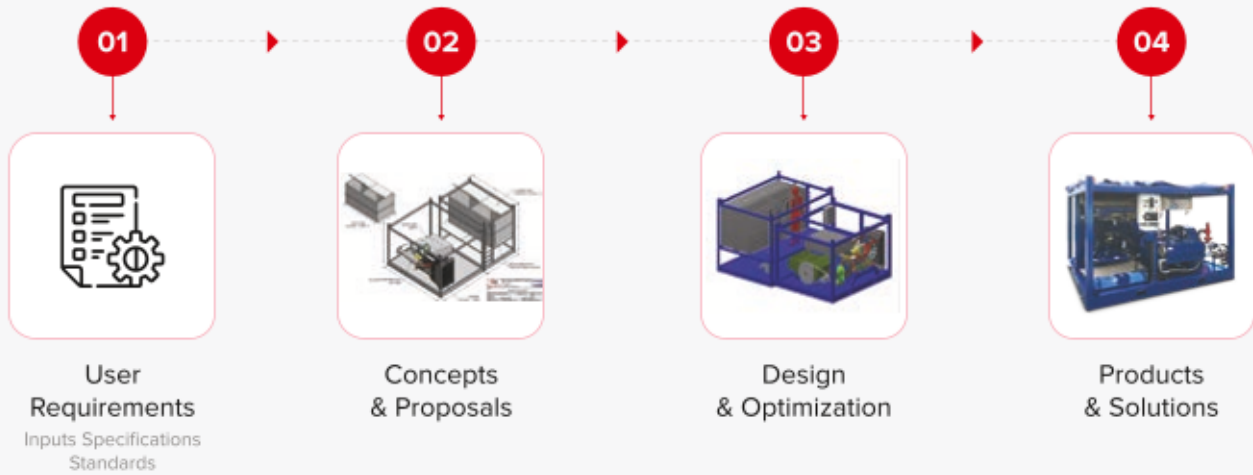 01
02
03
04
User
Requirements
Inputs Specifications
Standards
Concepts
& Proposals
Design
& Optimization
Products
& Solutions